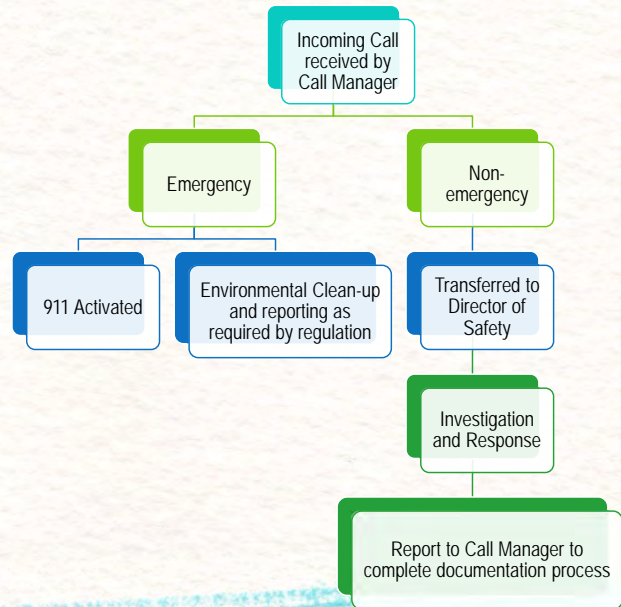 Incoming Call
received by
Call Manager
Emergency
Non-
emergency
911 Activated
Environmental Clean-up
and reporting as
required by regulation
Transferred to
Director of
Safety
Investigation
and Response
Report to Call Manager to
complete documentation process